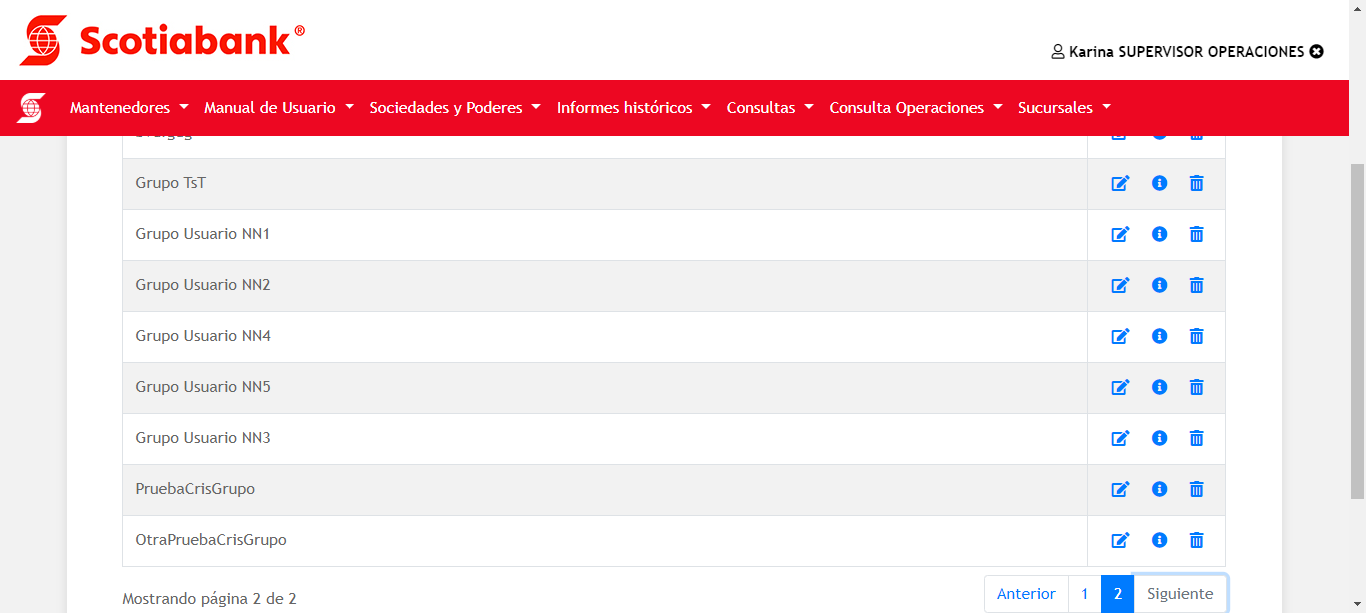 Scotiabank®
Karina SUPERVISOR OPERACIONES
Mantenedores Manual de Usuario Sociedades y Poderes Informes históricos Consultas Consulta Operaciones Sucursales
Grupo TsT
Grupo Usuario NN1
Grupo Usuario NN2
Grupo Usuario NN4
Grupo Usuario NN5
Grupo Usuario NN3
PruebaCrisGrupo
OtraPruebaCrisGrupo
Mostrando página 2 de 2
Anterior 1 2 Siguiente